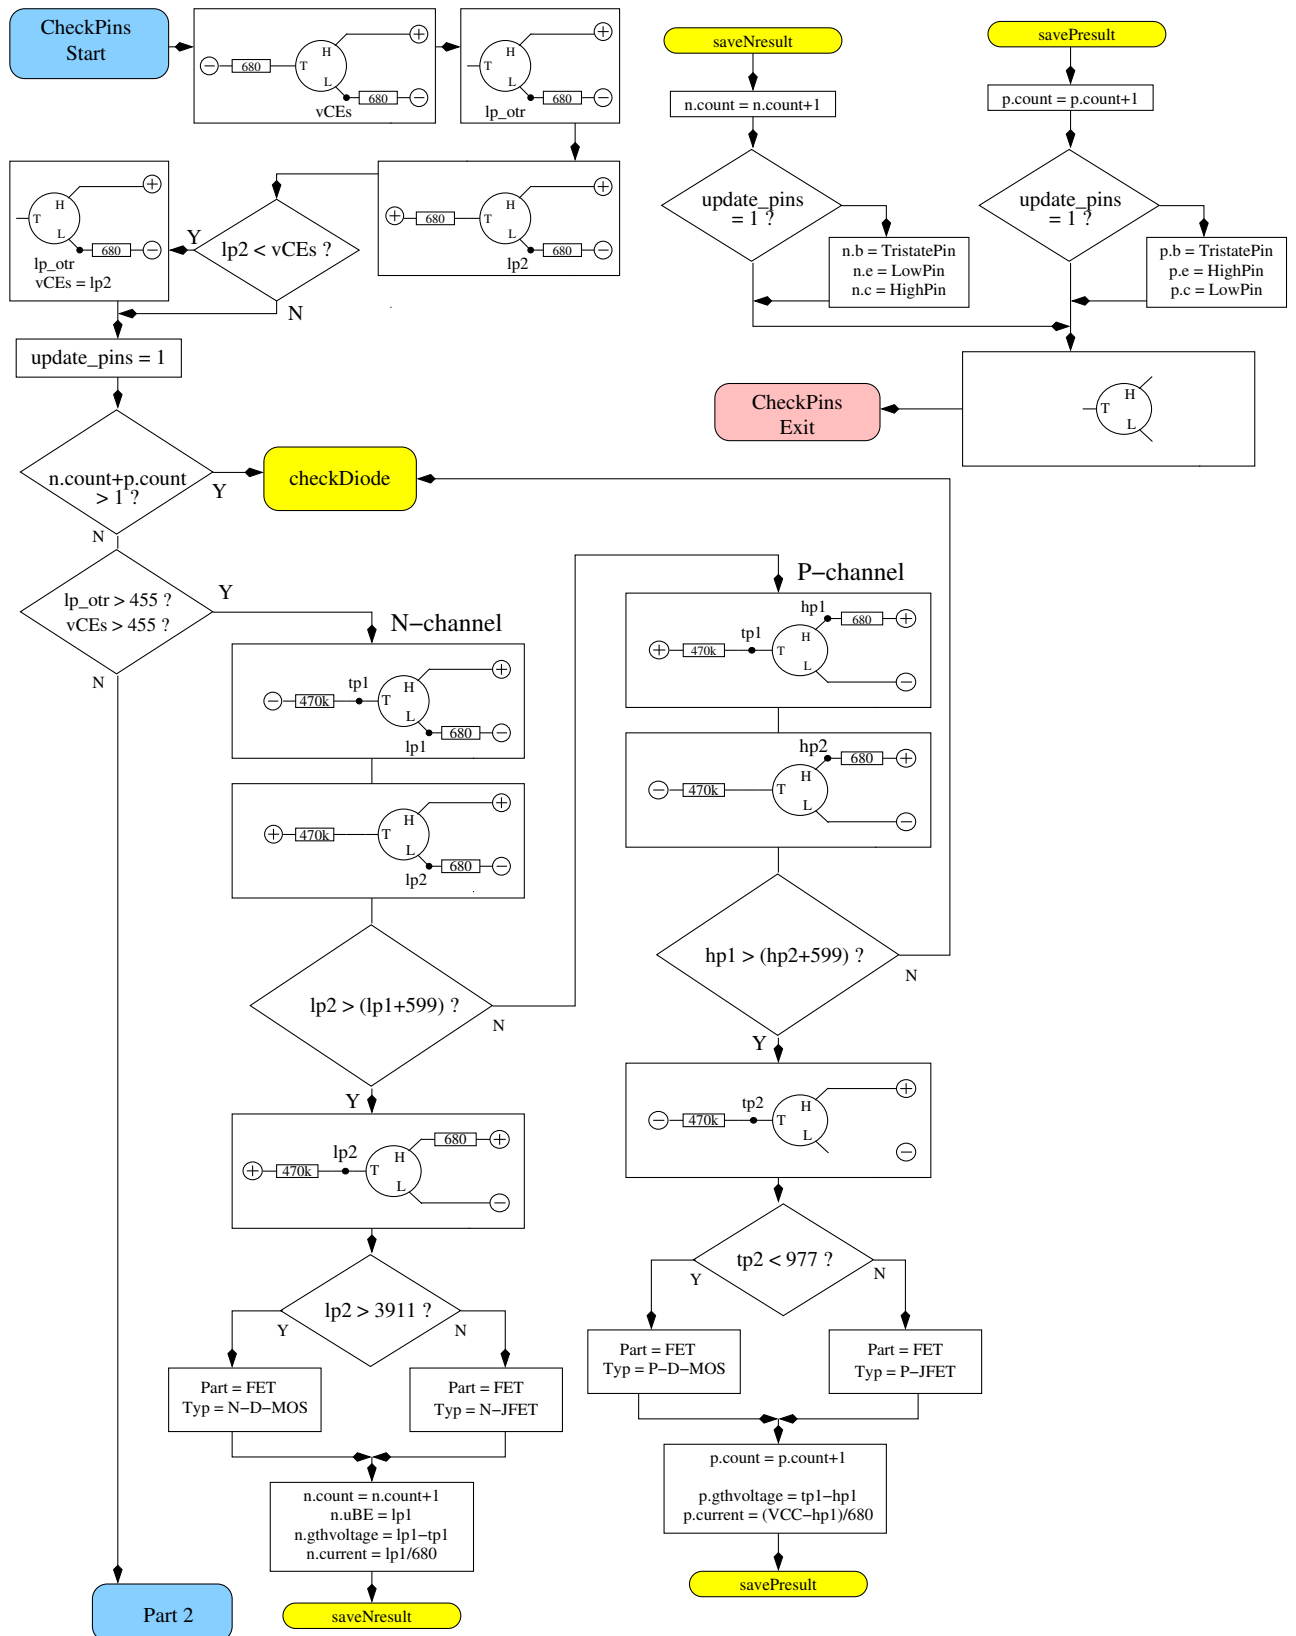 CheckPins
Start
+
H
−
680
T
L
680
−
vCEs
+
H
T
L
680
−
lp_otr
saveNresult
n.count = n.count+1
update_pins
= 1 ?
n.b = TristatePin
n.e = LowPin
n.c = HighPin
savePresult
p.count = p.count+1
update_pins
= 1 ?
p.b = TristatePin
p.e = HighPin
p.c = LowPin
+
H
T
L
680
−
lp_otr
vCEs = lp2
Y
lp2 < vCEs ?
N
+
H
+
680
T
L
680
−
lp2
update_pins = 1
H
T
L
CheckPins
Exit
n.count+p.count
> 1 ?
Y
N
checkDiode
lp_otr > 455 ?
vCEs > 455 ?
Y
N
N−channel
+
tp1
H
−
470k
T
L
680
−
lp1
+
H
+
470k
T
L
680
−
lp2
lp2 > (lp1+599) ?
N
Y
680
+
lp2
H
+
470k
T
L
−
lp2 > 3911 ?
Y
N
Part = FET
Typ = N−D−MOS
Part = FET
Typ = N−JFET
n.count = n.count+1
n.uBE = lp1
n.gthvoltage = lp1−tp1
n.current = lp1/680
saveNresult
P−channel
hp1
680
+
tp1
H
+
470k
T
L
−
hp2
680
+
H
−
470k
T
L
−
hp1 > (hp2+599) ?
N
Y
+
tp2
H
−
470k
T
L
−
tp2 < 977 ?
Y
N
Part = FET
Typ = P−D−MOS
Part = FET
Typ = P−JFET
p.count = p.count+1
p.gthvoltage = tp1−hp1
p.current = (VCC−hp1)/680
savePresult
Part 2